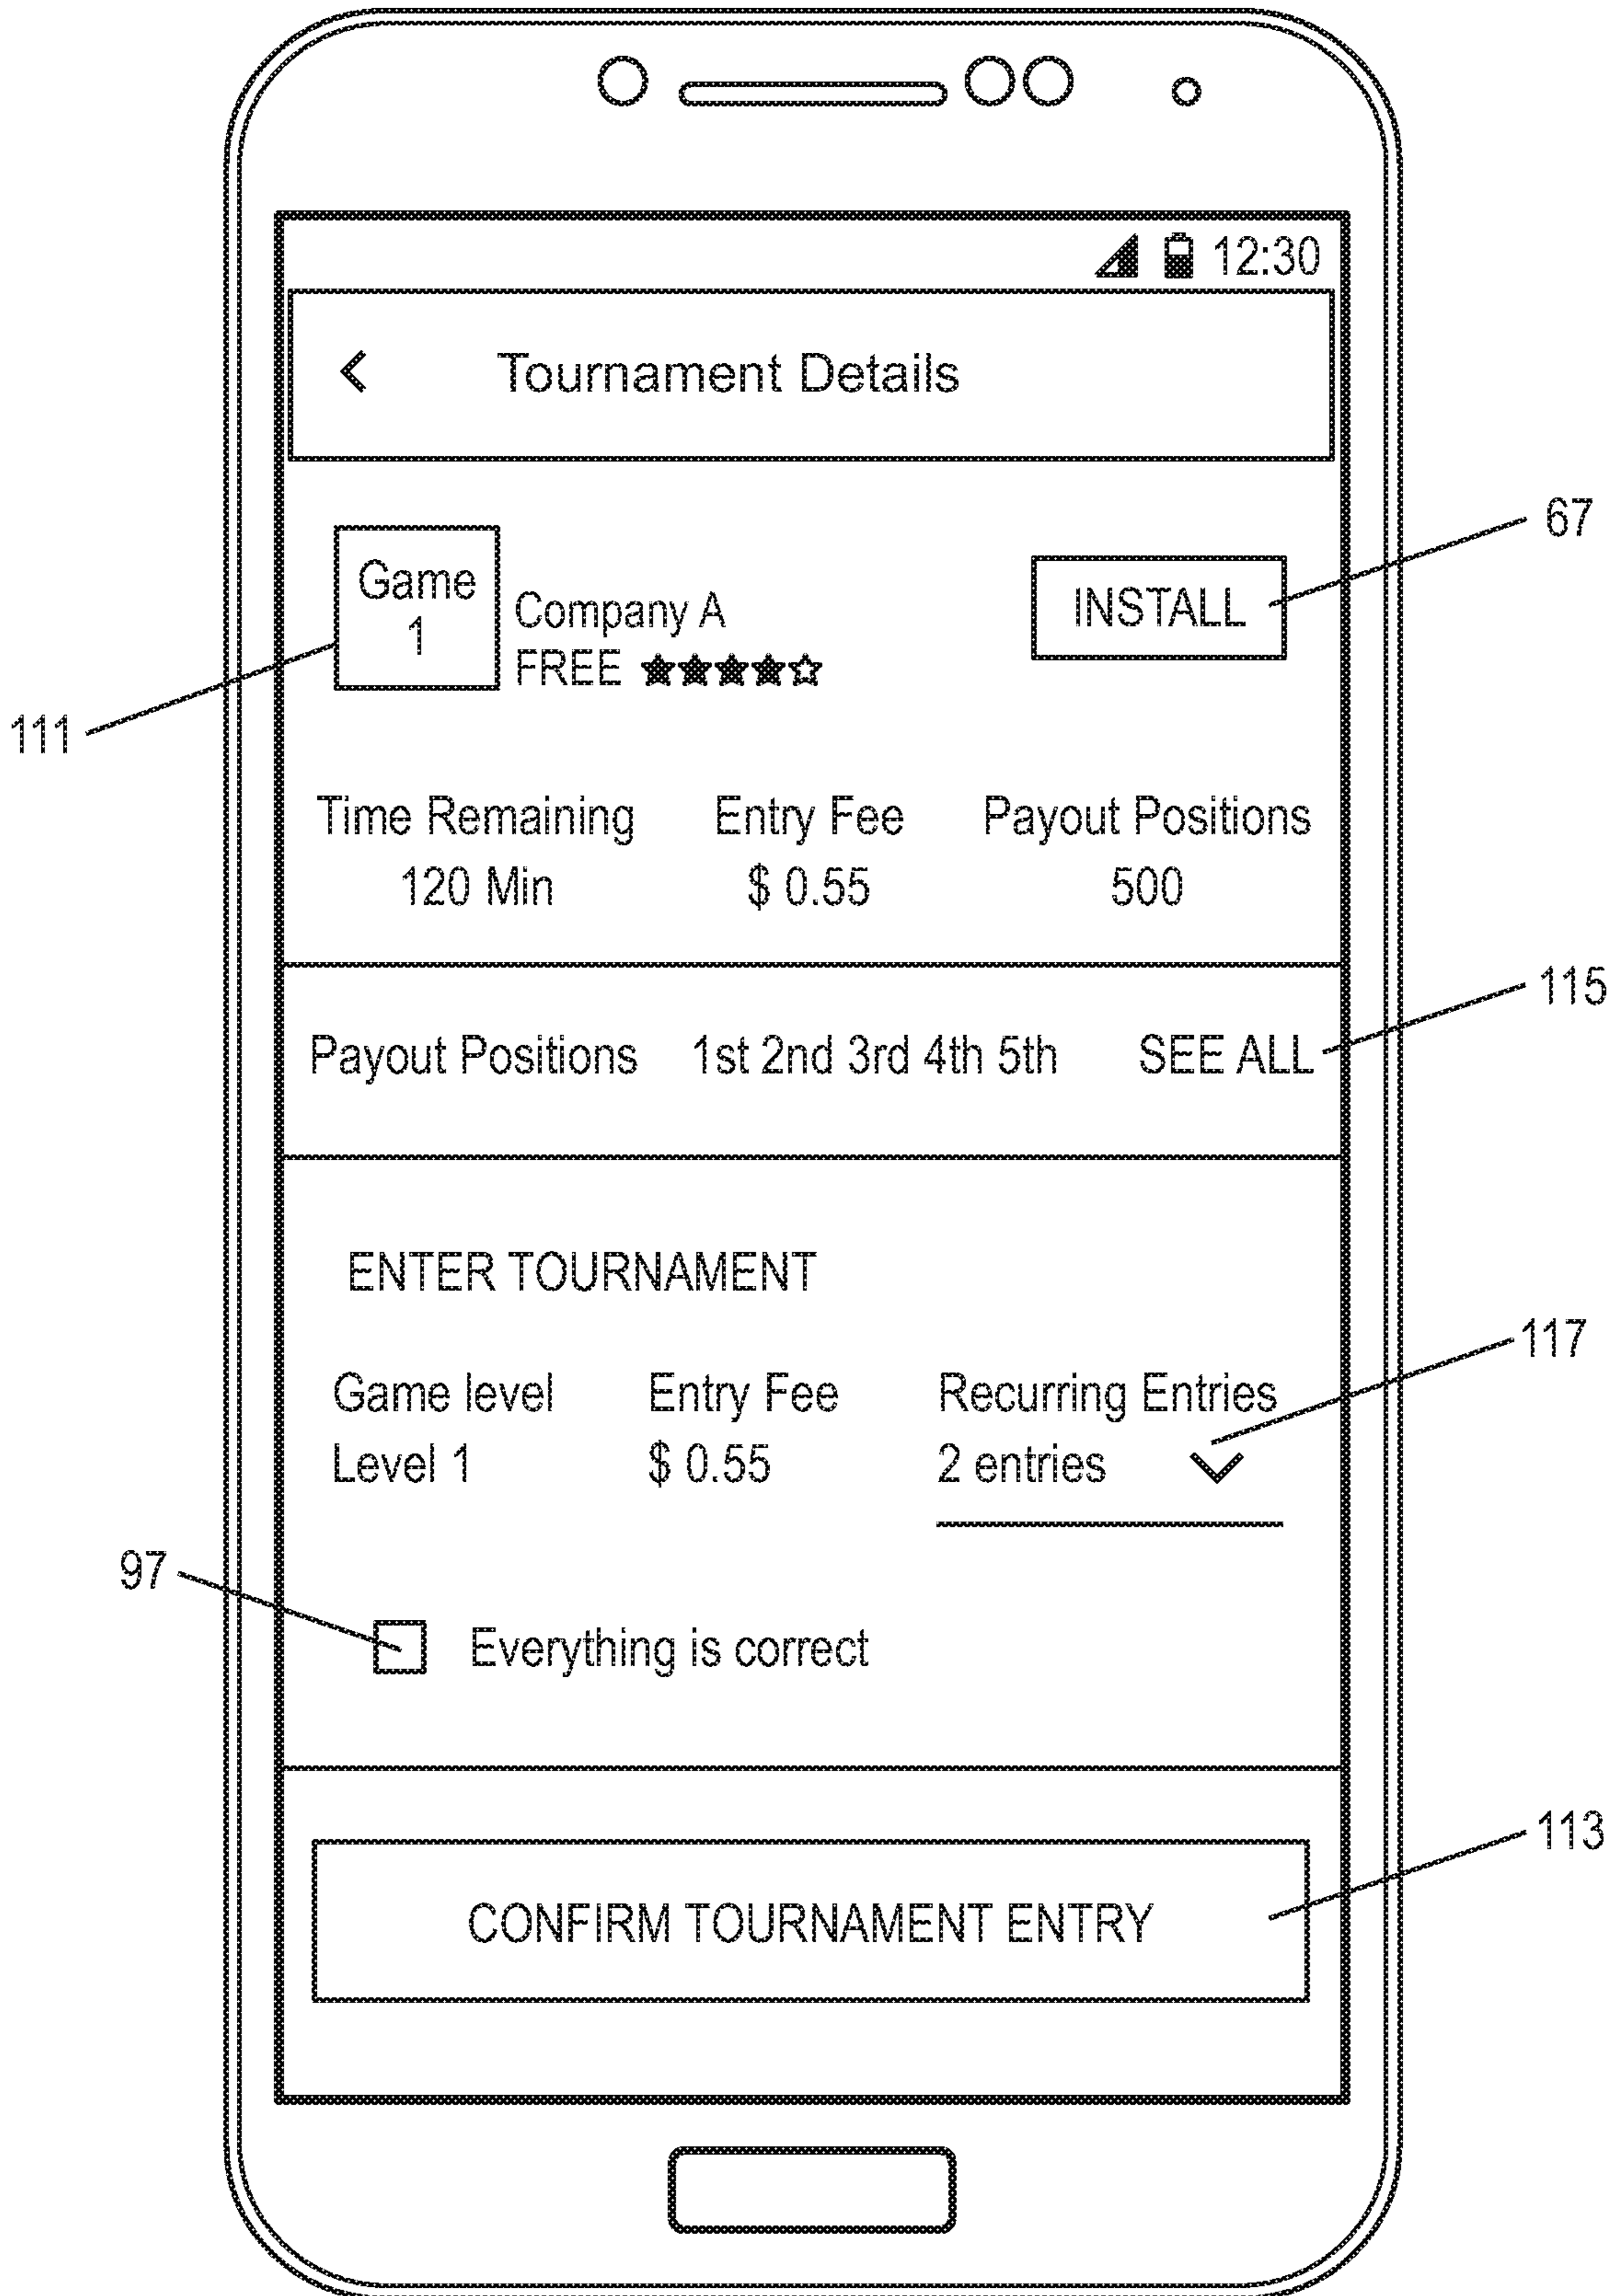 12:30
< Tournament Details
67
Game
1
Company A
INSTALL
FREE
111
Time Remaining Entry Fee Payout Positions
120 Min $ 0.55 500
115
Payout Positions 1st 2nd 3rd 4th 5th SEE ALL
ENTER TOURNAMENT
117
Game level Entry Fee Recurring Entries
Level 1 $ 0.55 2 entries
97
Everything is correct
113
CONFIRM TOURNAMENT ENTRY